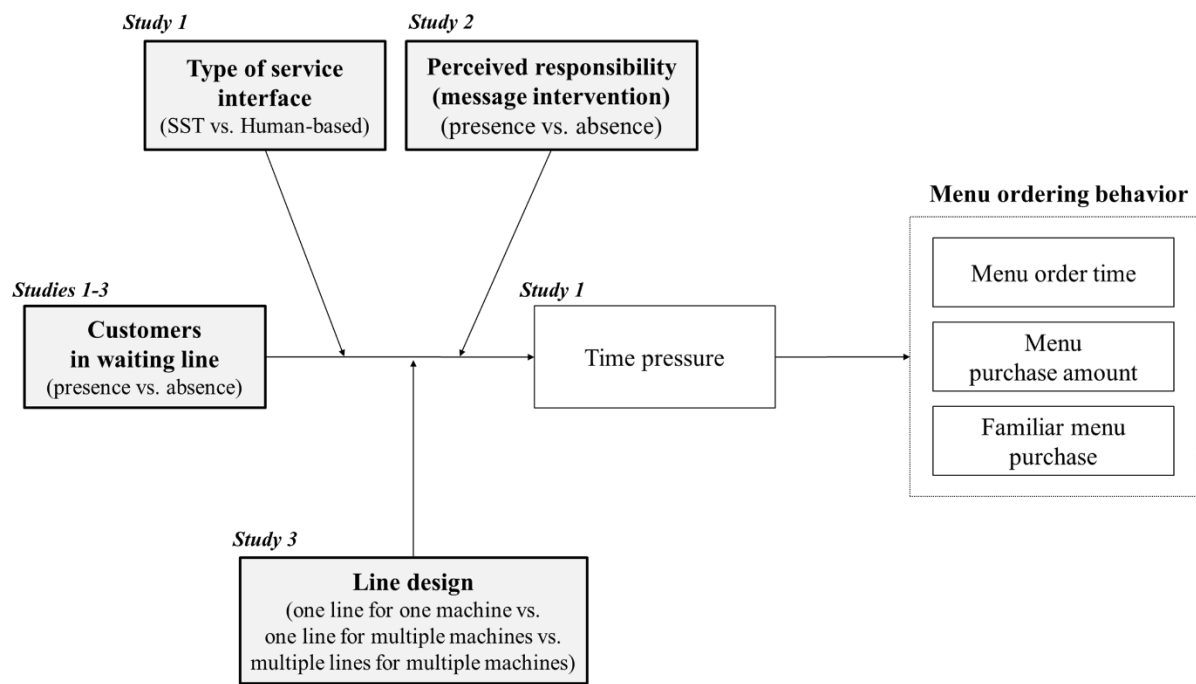 Study 1
Type of service
interface
(SST vs. Human-based)
Study 2
Perceived responsibility
(message intervention)
(presence vs. absence)
Studies 1-3
Customers
in waiting line
(presence vs. absence)
Study 1
Time pressure
Menu ordering behavior
Menu order time
Menu
purchase amount
Familiar menu
purchase
Study 3
Line design
(one line for one machine vs.
one line for multiple machines vs.
multiple lines for multiple machines)